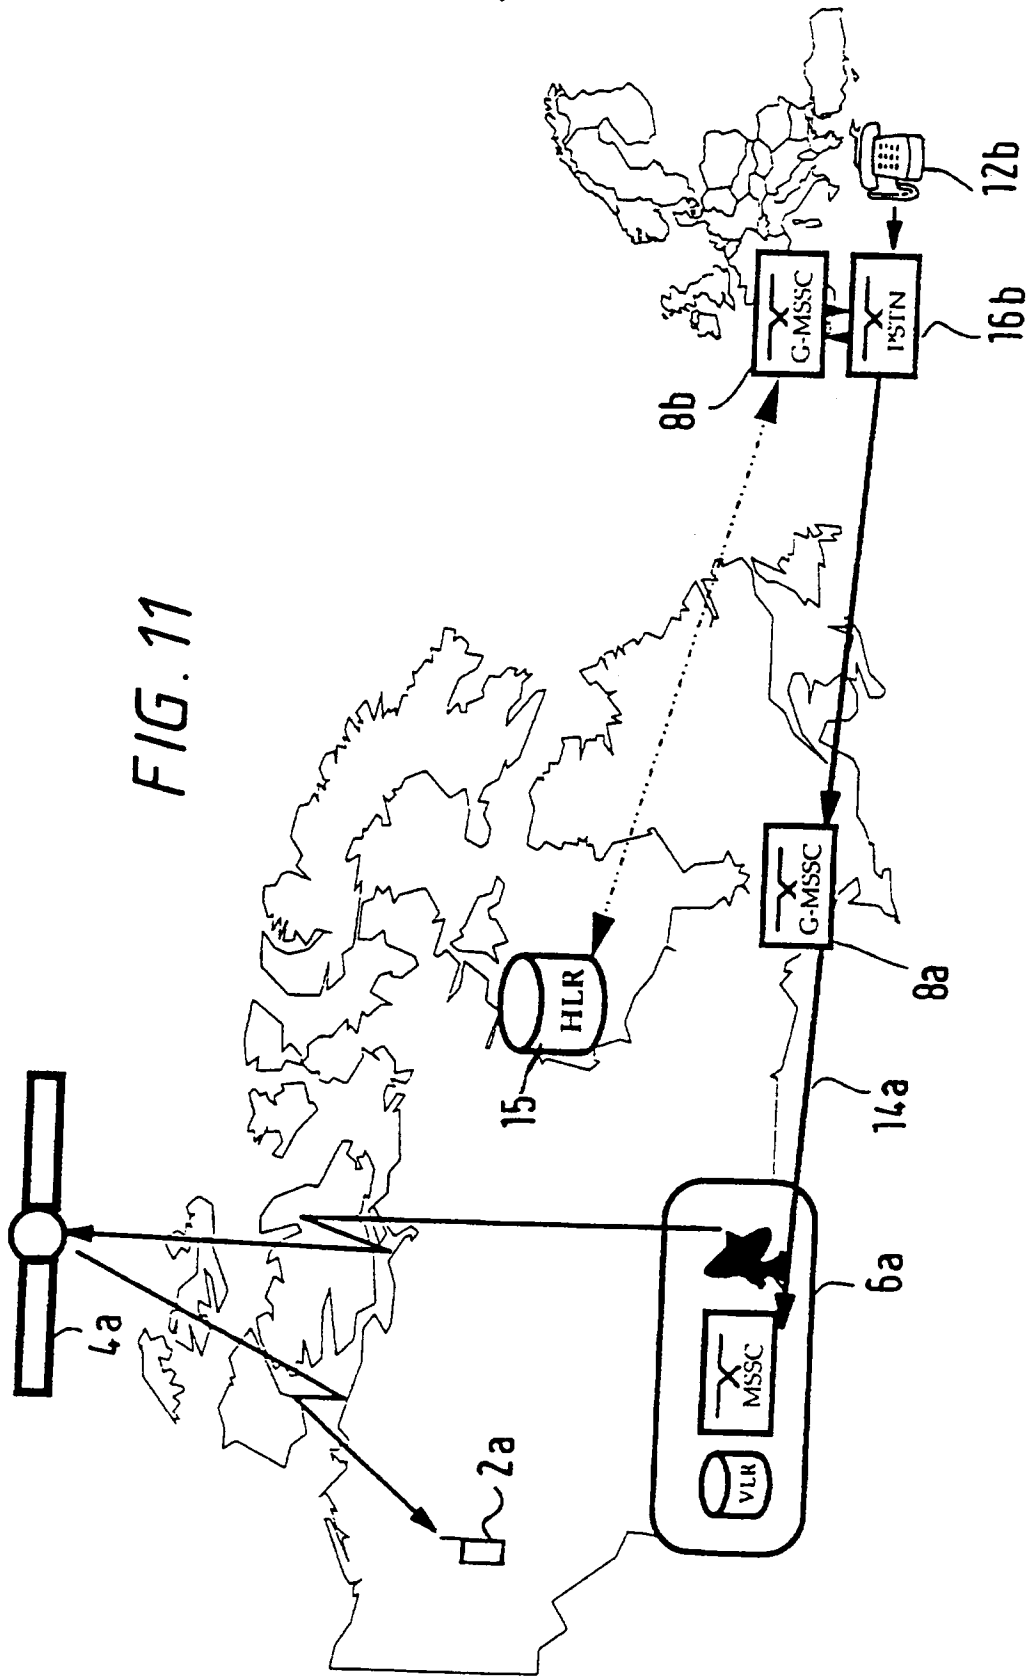 FIG. 11
4a
2a
15
HLR
VLR
MSSC
6a
14a
G-MSSC
8a
8b
G-MSSC
PSTN
16b
12b